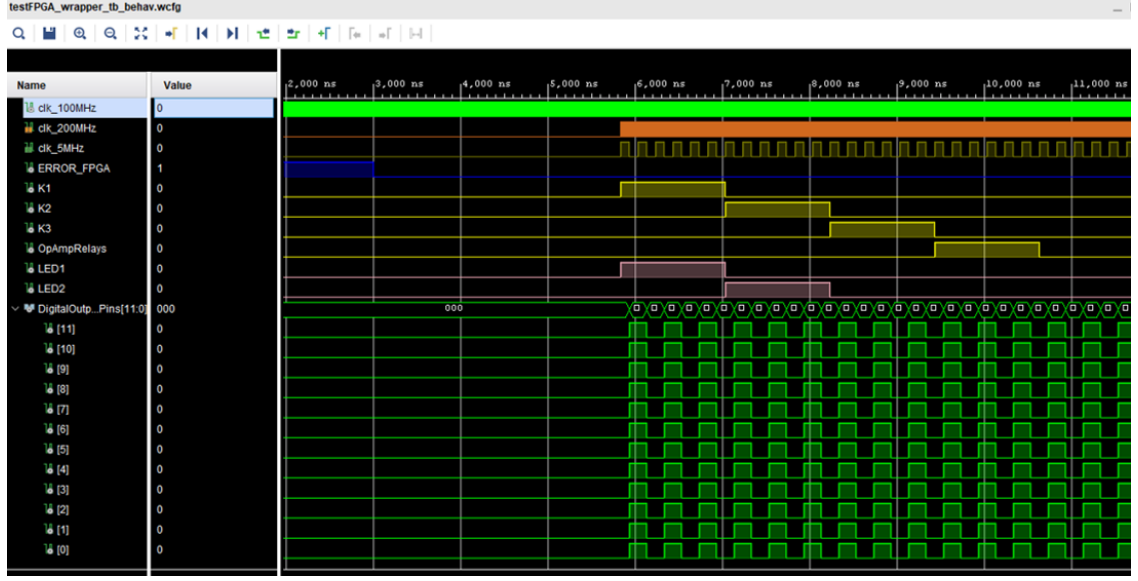 testFPGA_wrapper_tb_behav.wcfg
Name Value 2,000 ns 3,000 ns 4,000 ns 5,000 ns 6,000 ns 7,000 ns 8,000 ns 9,000 ns 10,000 ns 11,000 ns
clk_100MHz 0
clk_200MHz 0
clk_5MHz 0
ERROR_FPGA 1
K1 0
K2 0
K3 0
OpAmpRelays 0
LED1 0
LED2 0
DigitalOutp...Pins[11:0] 000 000
[11] 0
[10] 0
[9] 0
[8] 0
[7] 0
[6] 0
[5] 0
[4] 0
[3] 0
[2] 0
[1] 0
[0] 0